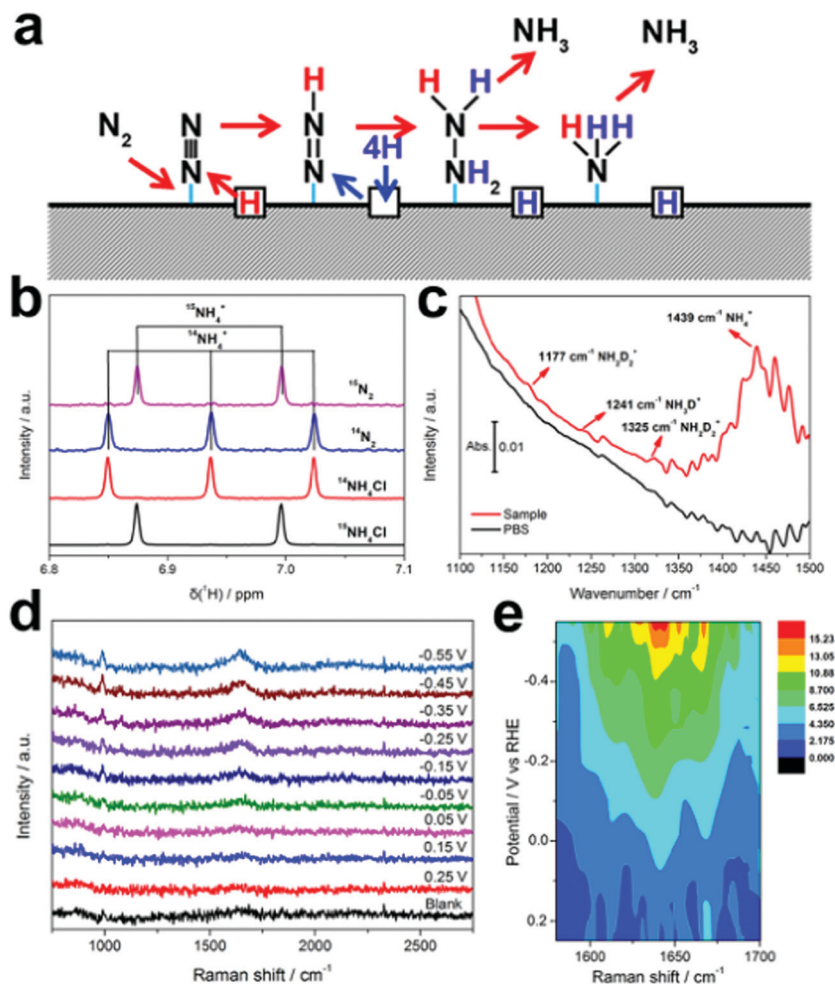 a
NH3 NH3
H H H
N2 N N N H H H
N N 4H NH2 N
H H H
b
15NH4+
14NH4+
15N2
14N2
14NH4Cl
15NH4Cl
Intensity / a.u.
6.8 6.9 7.0 7.1
δ(1H) / ppm
c
1439 cm-1 NH4+
1177 cm-1 NH2D2+
1241 cm-1 NH3D+
1325 cm-1 NH2D2+
Abs. 0.01
Sample
PBS
Intensity / a.u.
1100 1150 1200 1250 1300 1350 1400 1450 1500
Wavenumber / cm-1
d
-0.55 V
-0.45 V
-0.35 V
-0.25 V
-0.15 V
-0.05 V
0.05 V
0.15 V
0.25 V
Blank
Intensity / a.u.
1000 1500 2000 2500
Raman shift / cm-1
e
-0.4
-0.2
0.0
0.2
Potential / V vs RHE
1600 1650 1700
Raman shift / cm-1
15.23
13.05
10.88
8.700
6.525
4.350
2.175
0.000